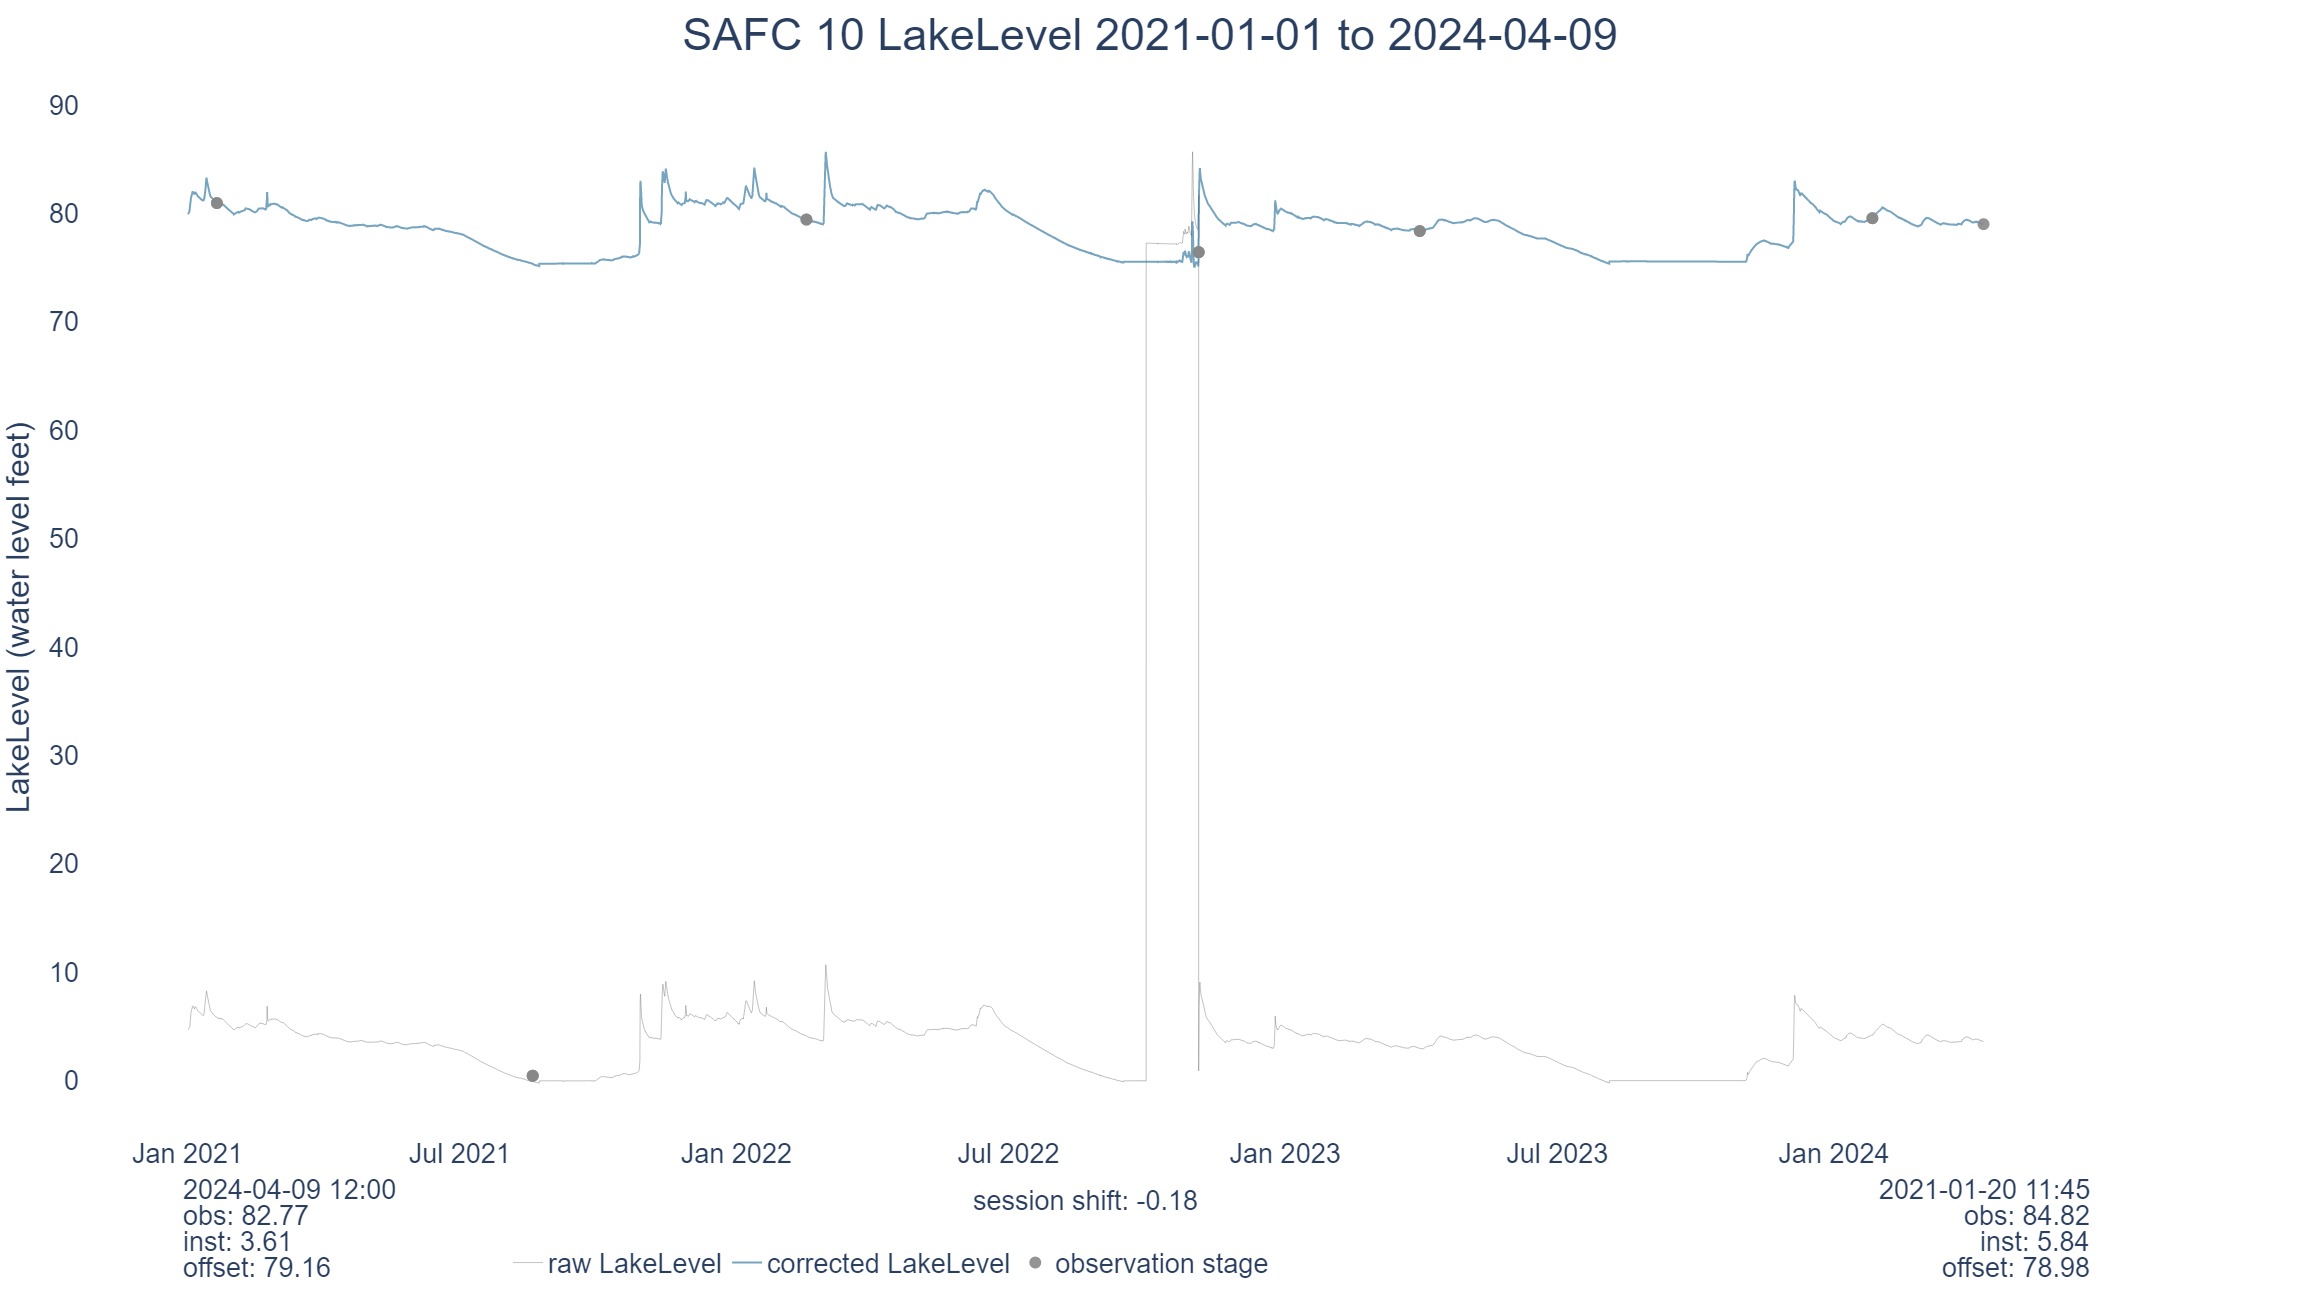 SAFC 10 LakeLevel 2021-01-01 to 2024-04-09
90
80
70
60
50
40
30
20
10
0
LakeLevel (water level feet)
Jan 2021
Jul 2021
Jan 2022
Jul 2022
Jan 2023
Jul 2023
Jan 2024
2024-04-09 12:00
obs: 82.77
inst: 3.61
offset: 79.16
session shift: -0.18
2021-01-20 11:45
obs: 84.82
inst: 5.84
offset: 78.98
raw LakeLevel
corrected LakeLevel
observation stage